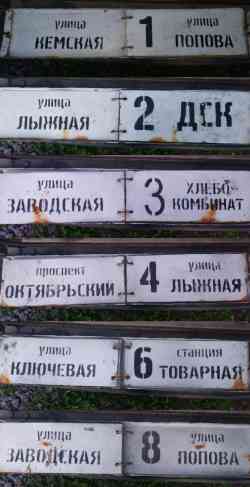 улица КЕМСКАЯ 1 улица ПОПОВА
улица ЛЫЖНАЯ 2 ДСК
улица ЗАВОДСКАЯ 3 ХЛЕБО-КОМБИНАТ
проспект ОКТЯБРЬСКИЙ 4 улица ЛЫЖНАЯ
улица КЛЮЧЕВАЯ 6 станция ТОВАРНАЯ
улица ЗАВОДСКАЯ 8 улица ПОПОВА